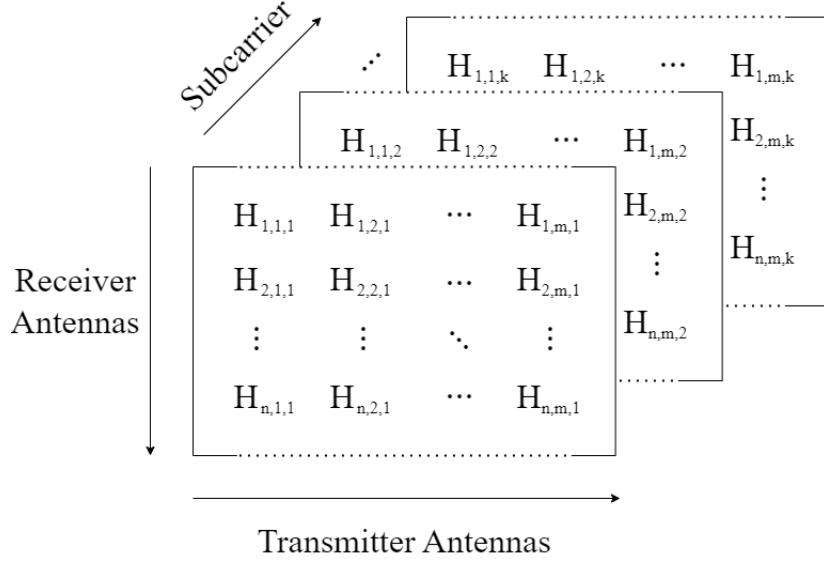 Subcarrier
⋰ H1,1,k H1,2,k ⋯ H1,m,k
H1,1,2 H1,2,2 ⋯ H1,m,2 H2,m,k
⋮
H1,1,1 H1,2,1 ⋯ H1,m,1 H2,m,2
Hn,m,k
Receiver
Antennas
H2,1,1 H2,2,1 ⋯ H2,m,1 ⋮
⋮ ⋮ ⋱ ⋮ Hn,m,2
Hn,1,1 Hn,2,1 ⋯ Hn,m,1
Transmitter Antennas